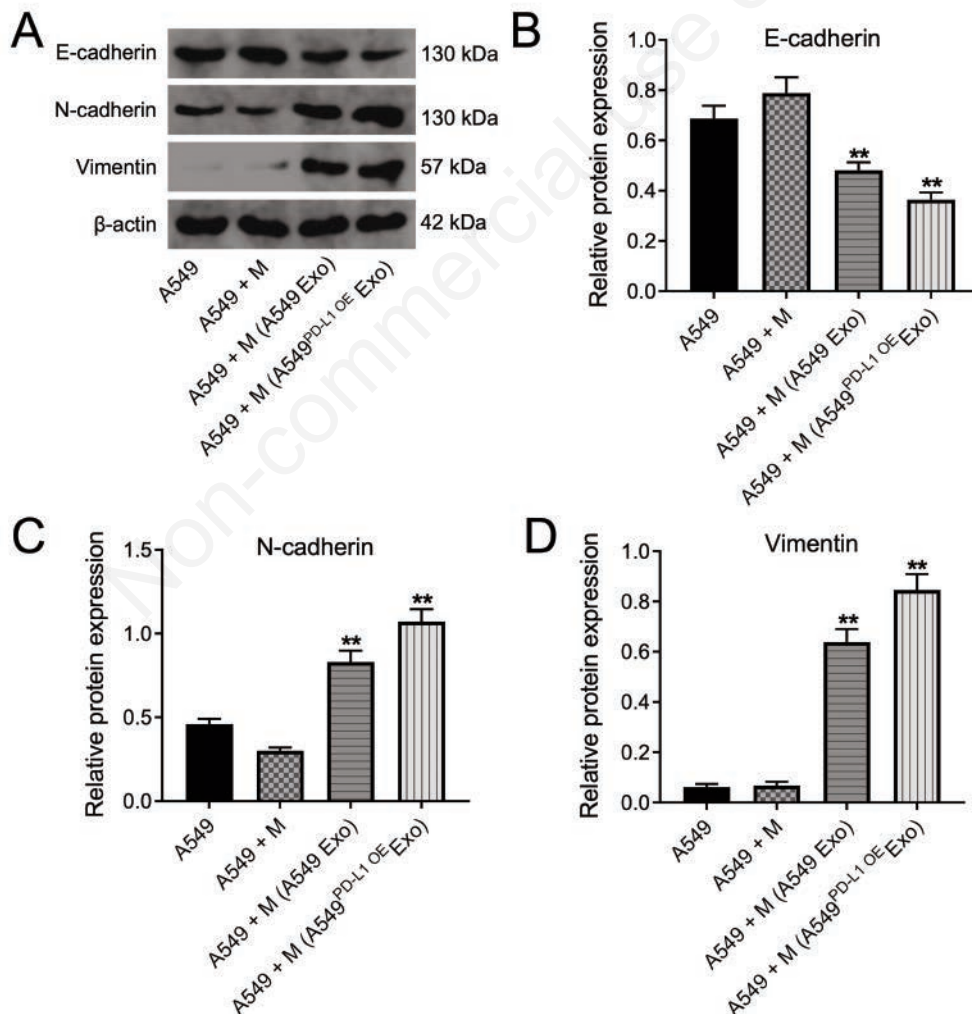 A
E-cadherin
130 kDa
N-cadherin
130 kDa
Vimentin
57 kDa
β-actin
42 kDa
A549
A549 + M
A549 + M (A549 Exo)
A549 + M (A549PD-L1 OE Exo)
B
E-cadherin
Relative protein expression
1.0
0.8
0.6
0.4
0.2
0.0
**
**
A549
A549 + M
A549 + M (A549 Exo)
A549 + M (A549PD-L1 OE Exo)
C
N-cadherin
Relative protein expression
1.5
1.0
0.5
0.0
**
**
A549
A549 + M
A549 + M (A549 Exo)
A549 + M (A549PD-L1 OE Exo)
D
Vimentin
Relative protein expression
1.0
0.8
0.6
0.4
0.2
0.0
**
**
A549
A549 + M
A549 + M (A549 Exo)
A549 + M (A549PD-L1 OE Exo)
Non-commercial use